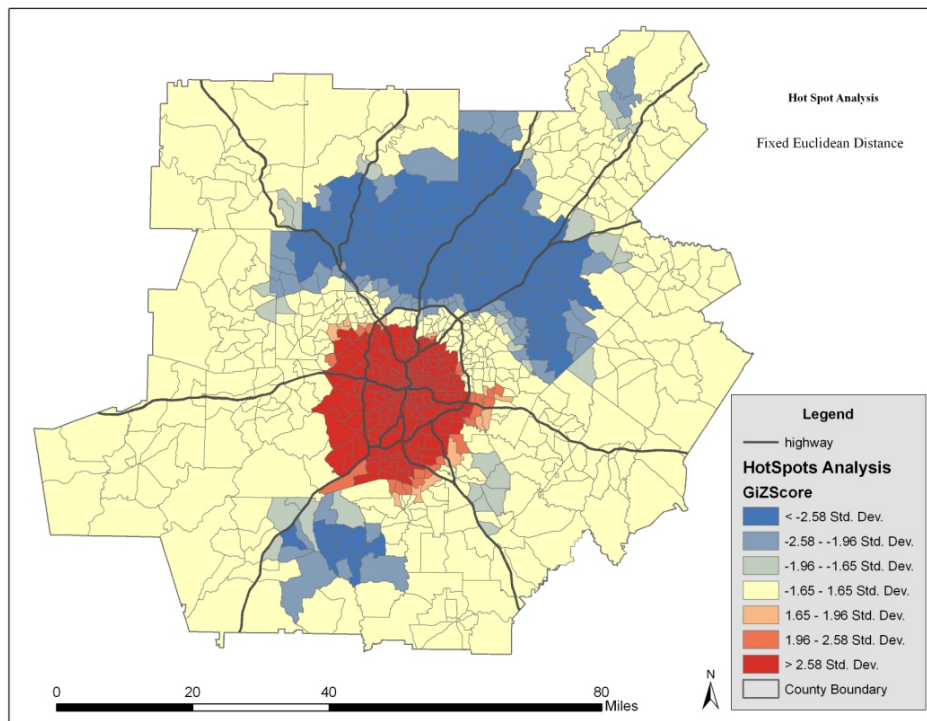 Hot Spot Analysis
Fixed Euclidean Distance
Legend
highway
HotSpots Analysis
GiZScore
< -2.58 Std. Dev.
-2.58 - -1.96 Std. Dev.
-1.96 - -1.65 Std. Dev.
-1.65 - 1.65 Std. Dev.
1.65 - 1.96 Std. Dev.
1.96 - 2.58 Std. Dev.
> 2.58 Std. Dev.
County Boundary
N
0 20 40 80
Miles